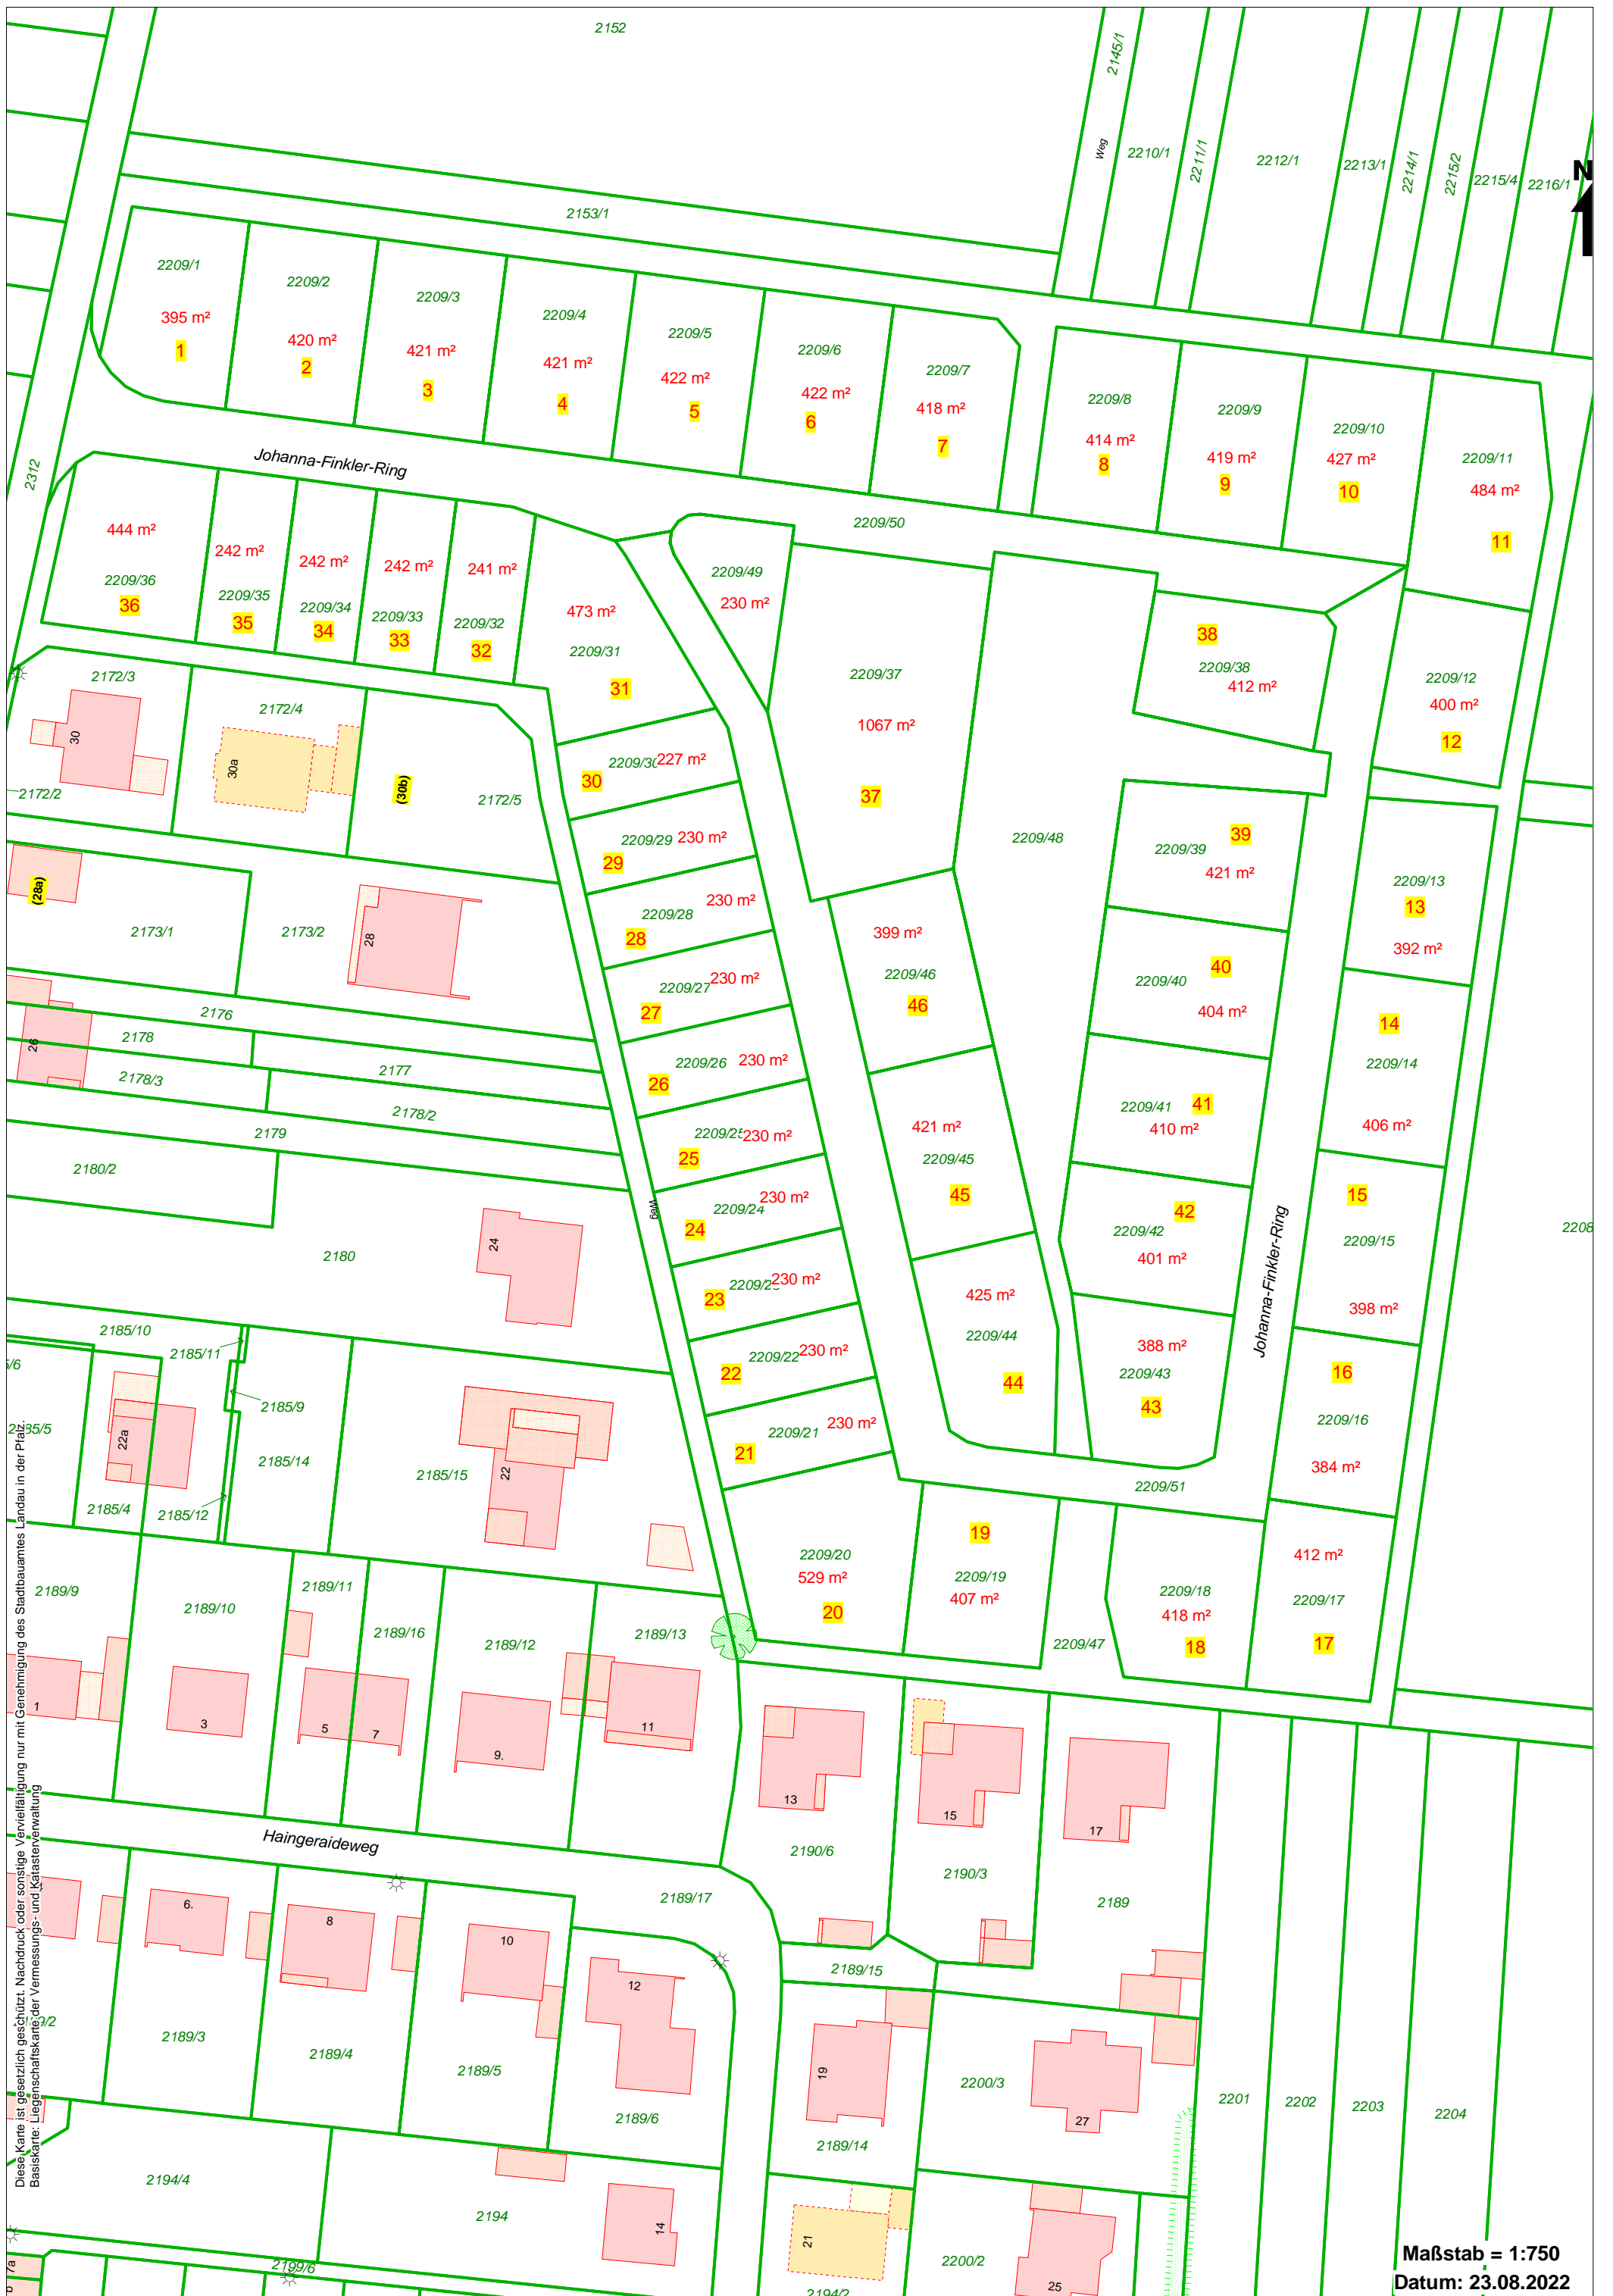 2152
2145/1
Weg
2210/1
2211/1
2212/1
2213/1
2214/1
2215/2
2215/4
2216/1
N
2153/1
2209/1
395 m²
1
2209/2
420 m²
2
2209/3
421 m²
3
2209/4
421 m²
4
2209/5
422 m²
5
2209/6
422 m²
6
2209/7
418 m²
7
2209/8
414 m²
8
2209/9
419 m²
9
2209/10
427 m²
10
2209/11
484 m²
11
2312
Johanna-Finkler-Ring
2209/50
444 m²
2209/36
36
242 m²
2209/35
35
242 m²
2209/34
34
242 m²
2209/33
33
241 m²
2209/32
32
473 m²
2209/31
31
2209/49
230 m²
2209/37
1067 m²
37
38
2209/38
412 m²
2209/12
400 m²
12
2172/3
30
2172/4
30a
(30b)
2172/5
2172/2
2209/30
227 m²
30
2209/29
230 m²
29
2209/28
230 m²
28
2209/27
230 m²
27
2209/26
230 m²
26
2209/25
230 m²
25
2209/24
230 m²
24
230 m²
23
2209/22
230 m²
22
2209/21
230 m²
21
2209/48
39
2209/39
421 m²
2209/13
13
392 m²
399 m²
2209/46
46
40
2209/40
404 m²
14
2209/14
406 m²
421 m²
2209/45
45
2209/41
41
410 m²
15
2209/15
398 m²
42
2209/42
401 m²
425 m²
2209/44
44
388 m²
2209/43
43
Johanna-Finkler-Ring
16
2209/16
384 m²
2208
(28a)
2173/1
2173/2
28
2176
26
2178
2177
2178/3
2178/2
2179
2180/2
2180
24
Weg
2185/10
2185/11
2185/9
22a
2185/14
2185/15
22
2185/4
2185/12
2209/51
2209/20
529 m²
20
19
2209/19
407 m²
2209/47
2209/18
418 m²
18
412 m²
2209/17
17
2189/9
2189/10
2189/11
2189/16
2189/12
2189/13
1
3
5
7
9.
11
13
15
17
2190/6
2190/3
2189
Haingeraideweg
2189/17
2189/15
6.
8
10
12
2189/3
2189/4
2189/5
2189/6
19
2189/14
2200/3
27
2201
2202
2203
2204
2194/4
2194
14
21
2194/2
2200/2
25
2199/6
7a
Diese Karte ist gesetzlich geschützt. Nachdruck oder sonstige Vervielfältigung nur mit Genehmigung des Stadtbauamtes Landau in der Pfalz.
Basiskarte: Liegenschaftskarte der Vermessungs- und Katasterverwaltung
Maßstab = 1:750
Datum: 23.08.2022